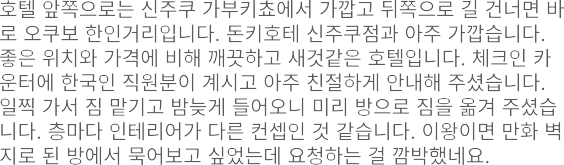 호텔 앞쪽으로는 신주쿠 가부키쵸에서 가깝고 뒤쪽으로 길 건너면 바
로 오쿠보 한인거리입니다. 돈키호테 신주쿠점과 아주 가깝습니다.
좋은 위치와 가격에 비해 깨끗하고 새것같은 호텔입니다. 체크인 카
운터에 한국인 직원분이 계시고 아주 친절하게 안내해 주셨습니다.
일찍 가서 짐 맡기고 밤늦게 들어오니 미리 방으로 짐을 옮겨 주셨습
니다. 층마다 인테리어가 다른 컨셉인 것 같습니다. 이왕이면 만화 벽
지로 된 방에서 묵어보고 싶었는데 요청하는 걸 깜박했네요.